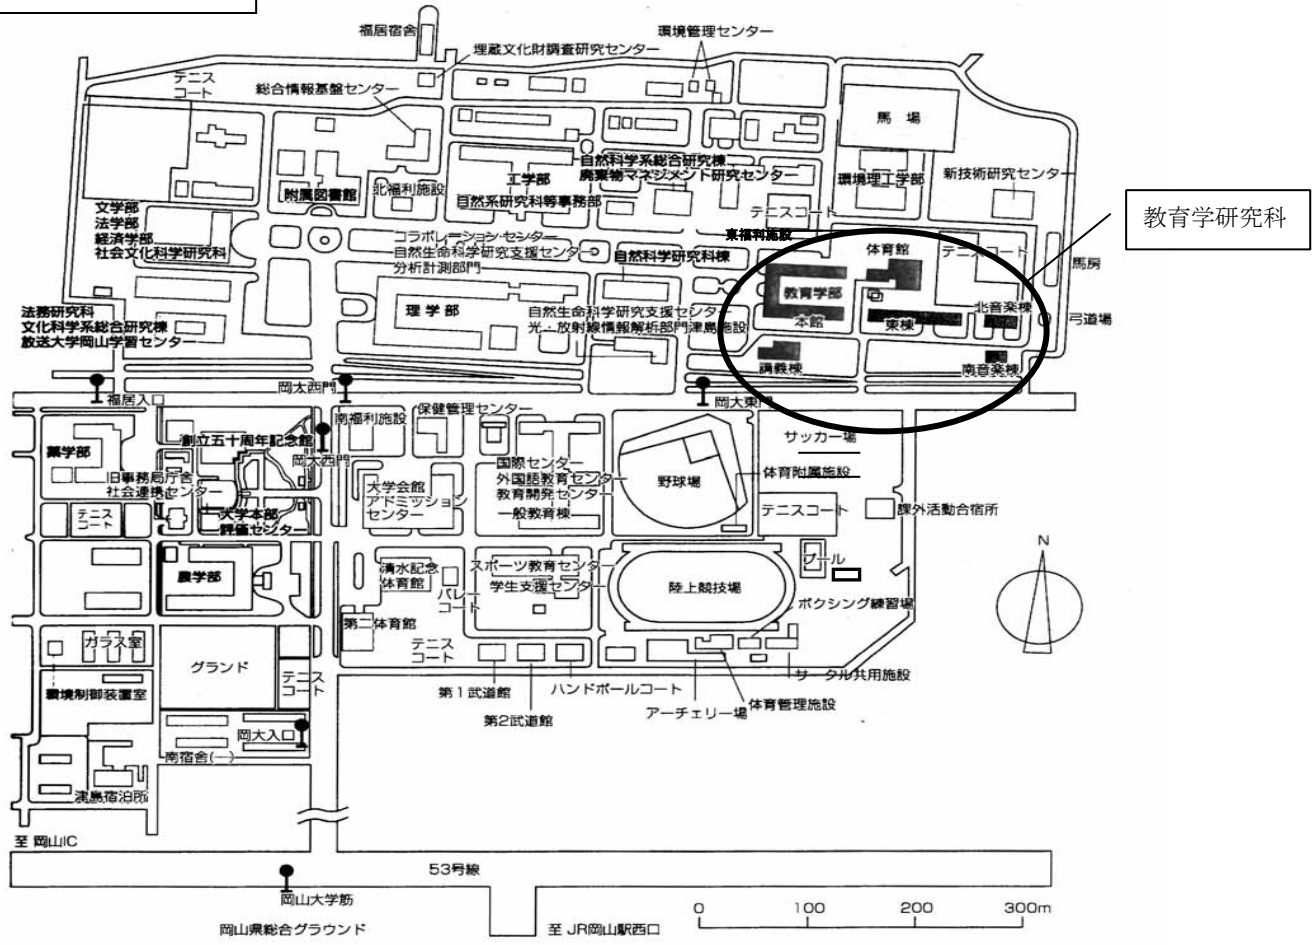 福居宿舎
環境管理センター
埋蔵文化財調査研究センター
テニス
コート
総合情報基盤センター
馬　場
自然科学系総合研究棟
廃棄物マネジメント研究センター
工学部
環境理工学部
新技術研究センター
附属図書館
北福利施設
自然系研究科等事務部
教育学研究科
テニスコート
文学部
法学部
経済学部
社会文化科学研究科
コラボレーション・センター
自然生命科学研究支援センター
分析計測部門
東福利施設
自然科学研究科棟
体育館
テニスコート
馬房
教育学部
本館
北音楽棟
東棟
弓道場
理学部
自然生命科学研究支援センター
光・放射線情報解析部門津島施設
法務研究科
文化科学系総合研究棟
放送大学岡山学習センター
講義棟
南音楽棟
福居入口
岡大西門
岡大東門
南福利施設
保健管理センター
創立五十周年記念館
岡大西門
サッカー場
薬学部
旧事務局庁舎
社会連携センター
国際センター
外国語教育センター
教育開発センター
一般教育棟
野球場
体育附属施設
大学会館
アドミッション
センター
テニス
コート
大学本部
評価センター
テニスコート
課外活動合宿所
N
農学部
清水記念
体育館
バレー
コート
スポーツ教育センター
学生支援センター
陸上競技場
プール
ボクシング練習場
第二体育館
ガラス室
グランド
テニス
コート
テニス
コート
環境制御装置室
第1武道館
ハンドボールコート
サークル共用施設
第2武道館
アーチェリー場
体育管理施設
岡大入口
南宿舎(一)
津島宿泊所
至 岡山IC
53号線
岡山大学筋
岡山県総合グラウンド
至 JR岡山駅西口
0
100
200
300m